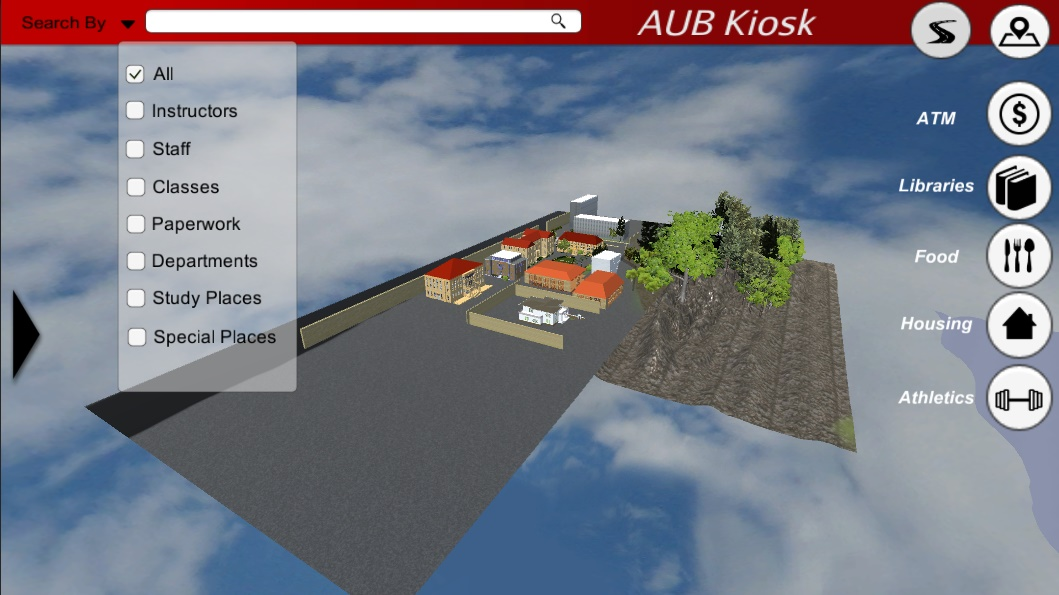 Search By
AUB Kiosk
All
Instructors
Staff
Classes
Paperwork
Departments
Study Places
Special Places
ATM
$
Libraries
Food
Housing
Athletics